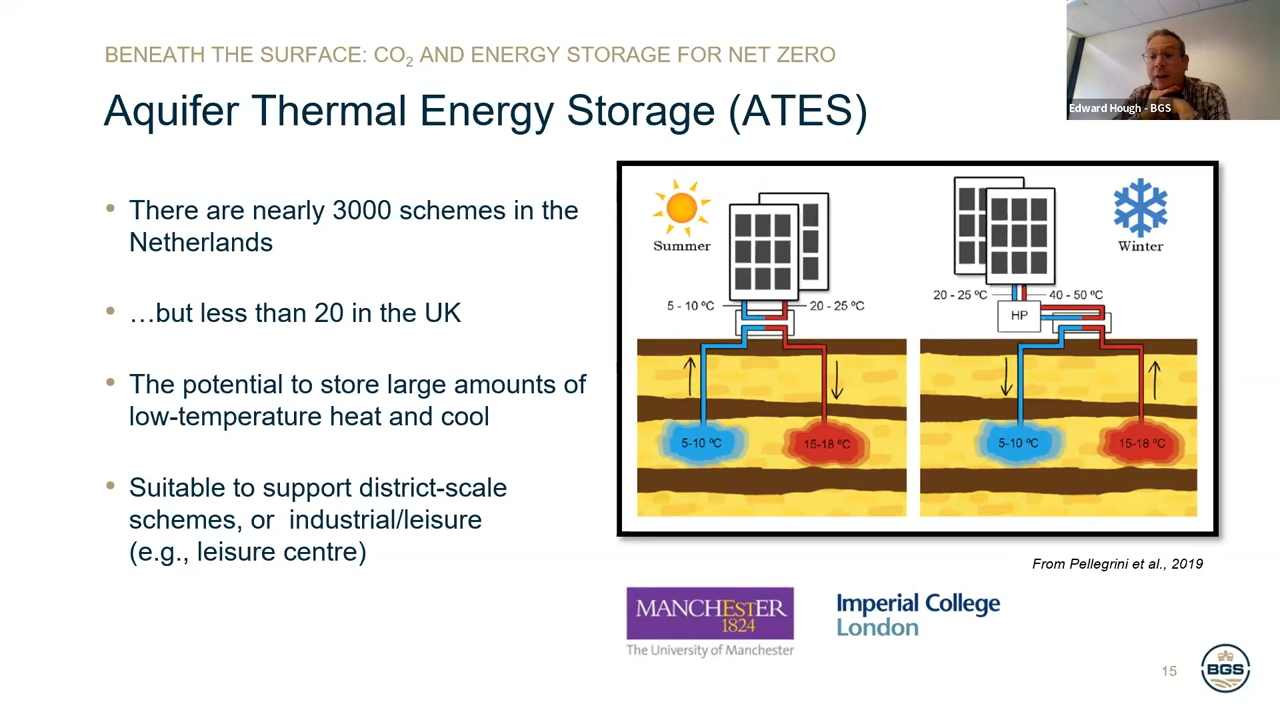 BENEATH THE SURFACE: CO₂ AND ENERGY STORAGE FOR NET ZERO
Edward Hough - BGS
Aquifer Thermal Energy Storage (ATES)
• There are nearly 3000 schemes in the
Netherlands
• …but less than 20 in the UK
• The potential to store large amounts of
low-temperature heat and cool
• Suitable to support district-scale
schemes, or industrial/leisure
(e.g., leisure centre)
Summer
5 - 10 ºC
20 - 25 ºC
5-10 ºC
15-18 ºC
Winter
20 - 25 ºC
40 - 50 ºC
HP
5-10 ºC
15-18 ºC
From Pellegrini et al., 2019
MANCHESTER
1824
The University of Manchester
Imperial College
London
15
BGS